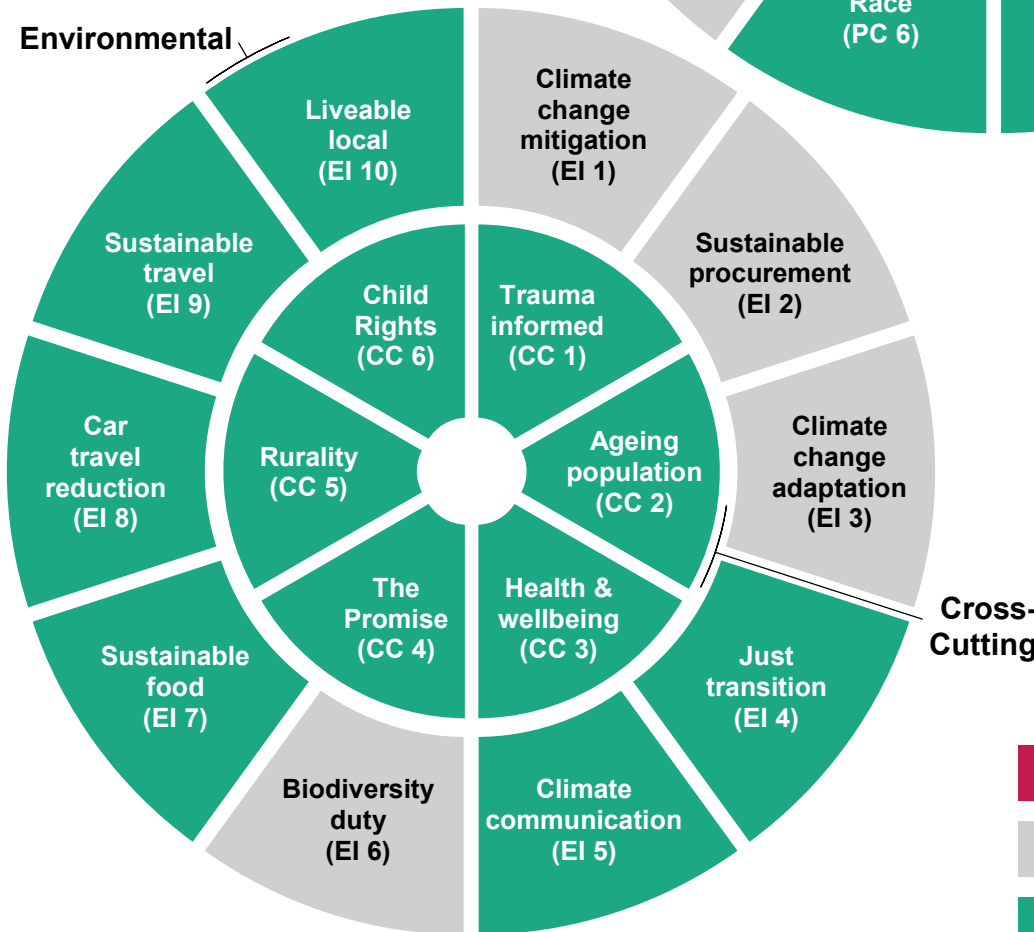 Race
(PC 6)
Environmental
Liveable
local
(EI 10)
Climate
change
mitigation
(EI 1)
Sustainable
procurement
(EI 2)
Climate
change
adaptation
(EI 3)
Just
transition
(EI 4)
Climate
communication
(EI 5)
Biodiversity
duty
(EI 6)
Sustainable
food
(EI 7)
Car
travel
reduction
(EI 8)
Sustainable
travel
(EI 9)
Trauma
informed
(CC 1)
Ageing
population
(CC 2)
Health &
wellbeing
(CC 3)
The
Promise
(CC 4)
Rurality
(CC 5)
Child
Rights
(CC 6)
Cross-
Cutting